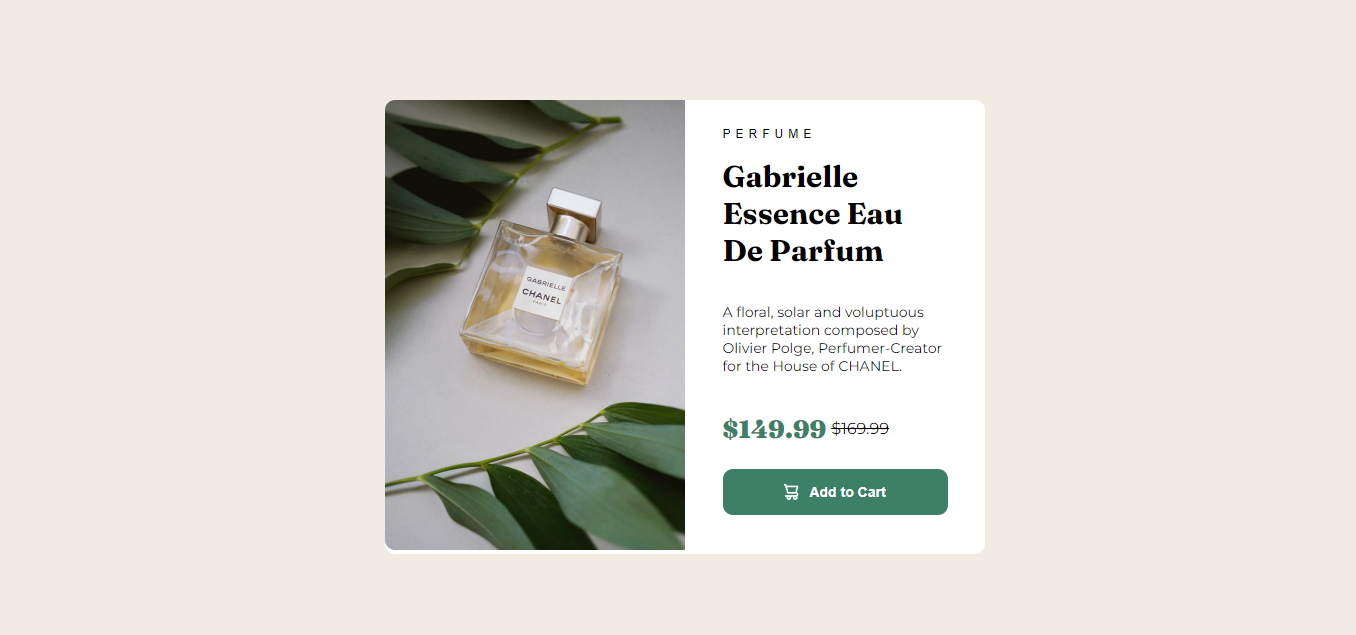 GABRIELLE
CHANEL
PARIS
PERFUME
Gabrielle
Essence Eau
De Parfum
A floral, solar and voluptuous
interpretation composed by
Olivier Polge, Perfumer-Creator
for the House of CHANEL.
$149.99 $169.99
Add to Cart